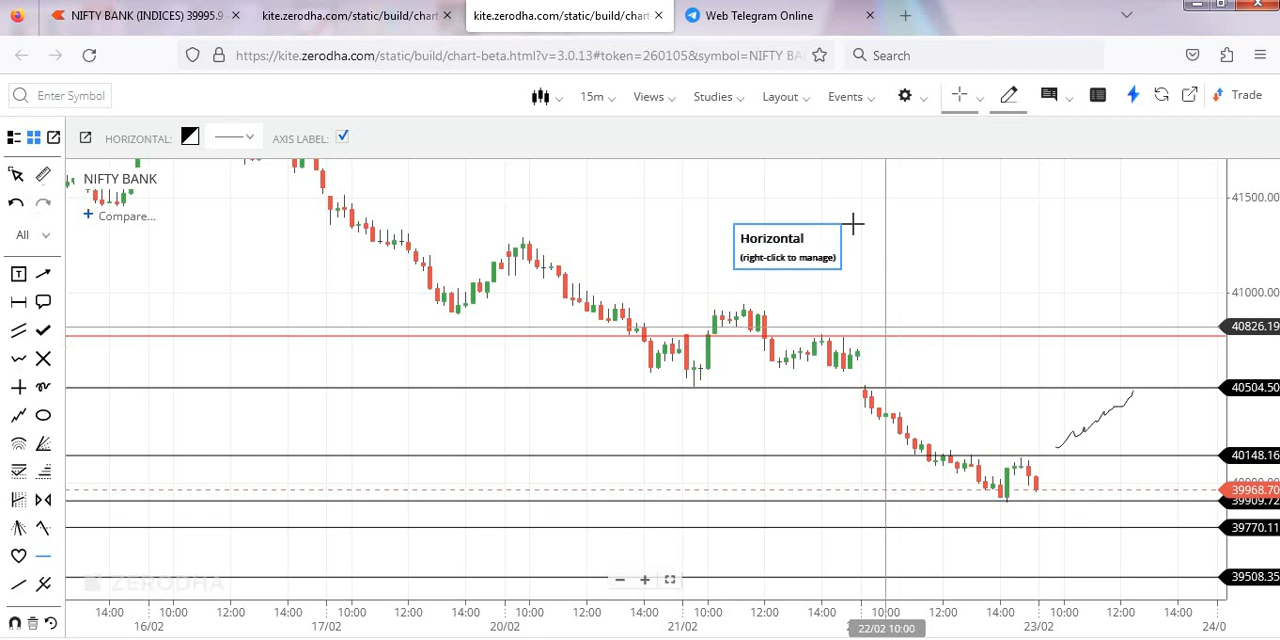 NIFTY BANK (INDICES) 39995.9
kite.zerodha.com/static/build/chart
kite.zerodha.com/static/build/chart
Web Telegram Online
https://kite.zerodha.com/static/build/chart-beta.html?v=3.0.13#token=260105&symbol=NIFTY BA
Search
Enter Symbol
15m
Views
Studies
Layout
Events
Trade
HORIZONTAL:
AXIS LABEL:
NIFTY BANK
Compare...
All
Horizontal
(right-click to manage)
41500.00
41000.00
40826.19
40504.50
40148.16
39968.70
39909.72
39770.11
39508.35
ZERODHA
14:00 10:00 12:00 14:00 10:00 12:00 14:00 10:00 12:00 14:00 10:00 12:00 14:00 10:00 12:00 14:00 10:00 12:00 14:00
16/02 17/02 20/02 21/02 22/02 10:00 23/02 24/0